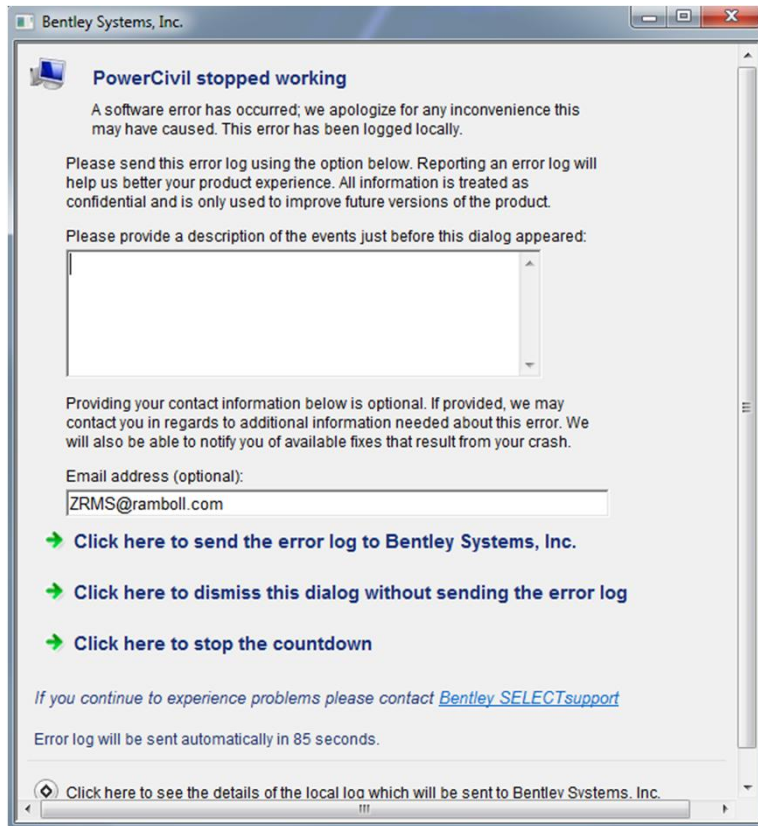 Bentley Systems, Inc.
PowerCivil stopped working
A software error has occurred; we apologize for any inconvenience this
may have caused. This error has been logged locally.
Please send this error log using the option below. Reporting an error log will
help us better your product experience. All information is treated as
confidential and is only used to improve future versions of the product.
Please provide a description of the events just before this dialog appeared:
Providing your contact information below is optional. If provided, we may
contact you in regards to additional information needed about this error. We
will also be able to notify you of available fixes that result from your crash.
Email address (optional):
ZRMS@ramboll.com
Click here to send the error log to Bentley Systems, Inc.
Click here to dismiss this dialog without sending the error log
Click here to stop the countdown
If you continue to experience problems please contact Bentley SELECTsupport
Error log will be sent automatically in 85 seconds.
Click here to see the details of the local log which will be sent to Bentley Systems, Inc.